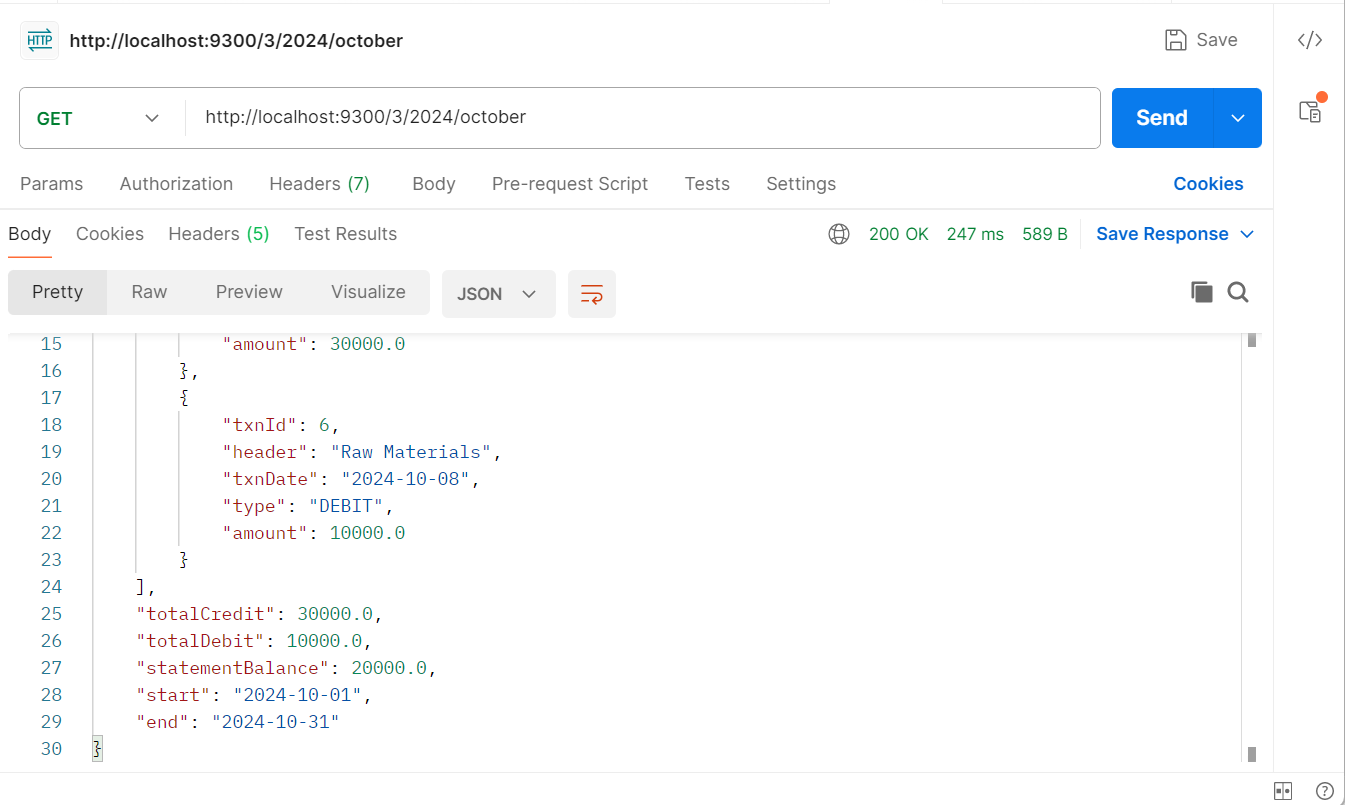 HTTP http://localhost:9300/3/2024/october Save </>
GET http://localhost:9300/3/2024/october Send
Params Authorization Headers (7) Body Pre-request Script Tests Settings Cookies
Body Cookies Headers (5) Test Results 200 OK 247 ms 589 B Save Response
Pretty Raw Preview Visualize JSON
15 "amount": 30000.0
16 },
17 {
18 "txnId": 6,
19 "header": "Raw Materials",
20 "txnDate": "2024-10-08",
21 "type": "DEBIT",
22 "amount": 10000.0
23 }
24 ],
25 "totalCredit": 30000.0,
26 "totalDebit": 10000.0,
27 "statementBalance": 20000.0,
28 "start": "2024-10-01",
29 "end": "2024-10-31"
30 }